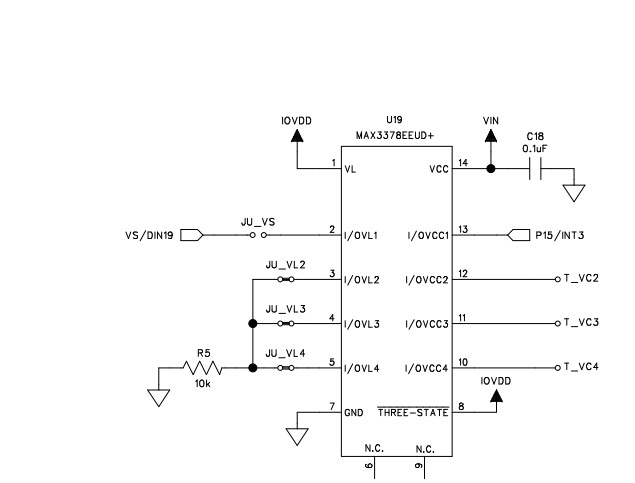 U19
MAX3378EEUD+
IOVDD
VIN
C18
0.1uF
1 VL
VCC 14
JU_VS
VS/DIN19
2 I/OVL1
I/OVCC1 13
P15/INT3
JU_VL2
3 I/OVL2
I/OVCC2 12
T_VC2
JU_VL3
4 I/OVL3
I/OVCC3 11
T_VC3
R5
10k
JU_VL4
5 I/OVL4
I/OVCC4 10
T_VC4
IOVDD
7 GND
THREE-STATE 8
N.C. N.C.
6 9